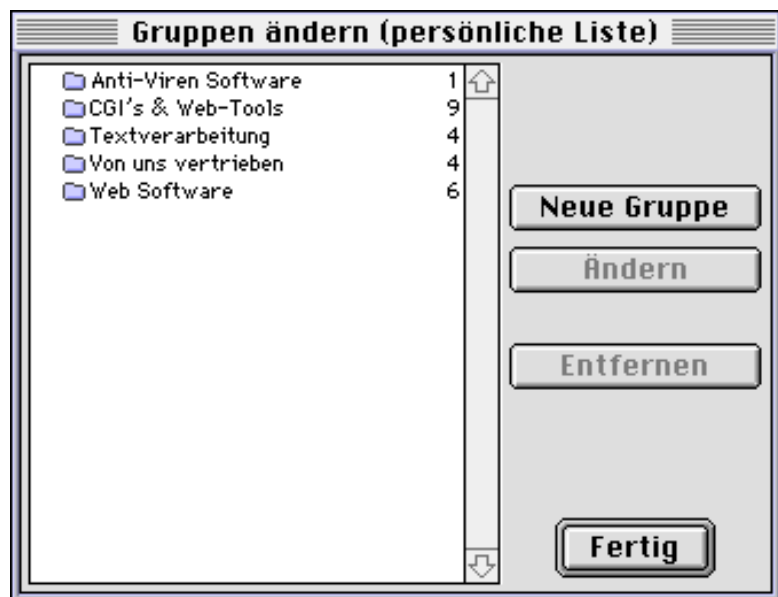 Gruppen ändern (persönliche Liste)
Anti-Viren Software 1
CGI's & Web-Tools 9
Textverarbeitung 4
Von uns vertrieben 4
Web Software 6
Neue Gruppe
Ändern
Entfernen
Fertig